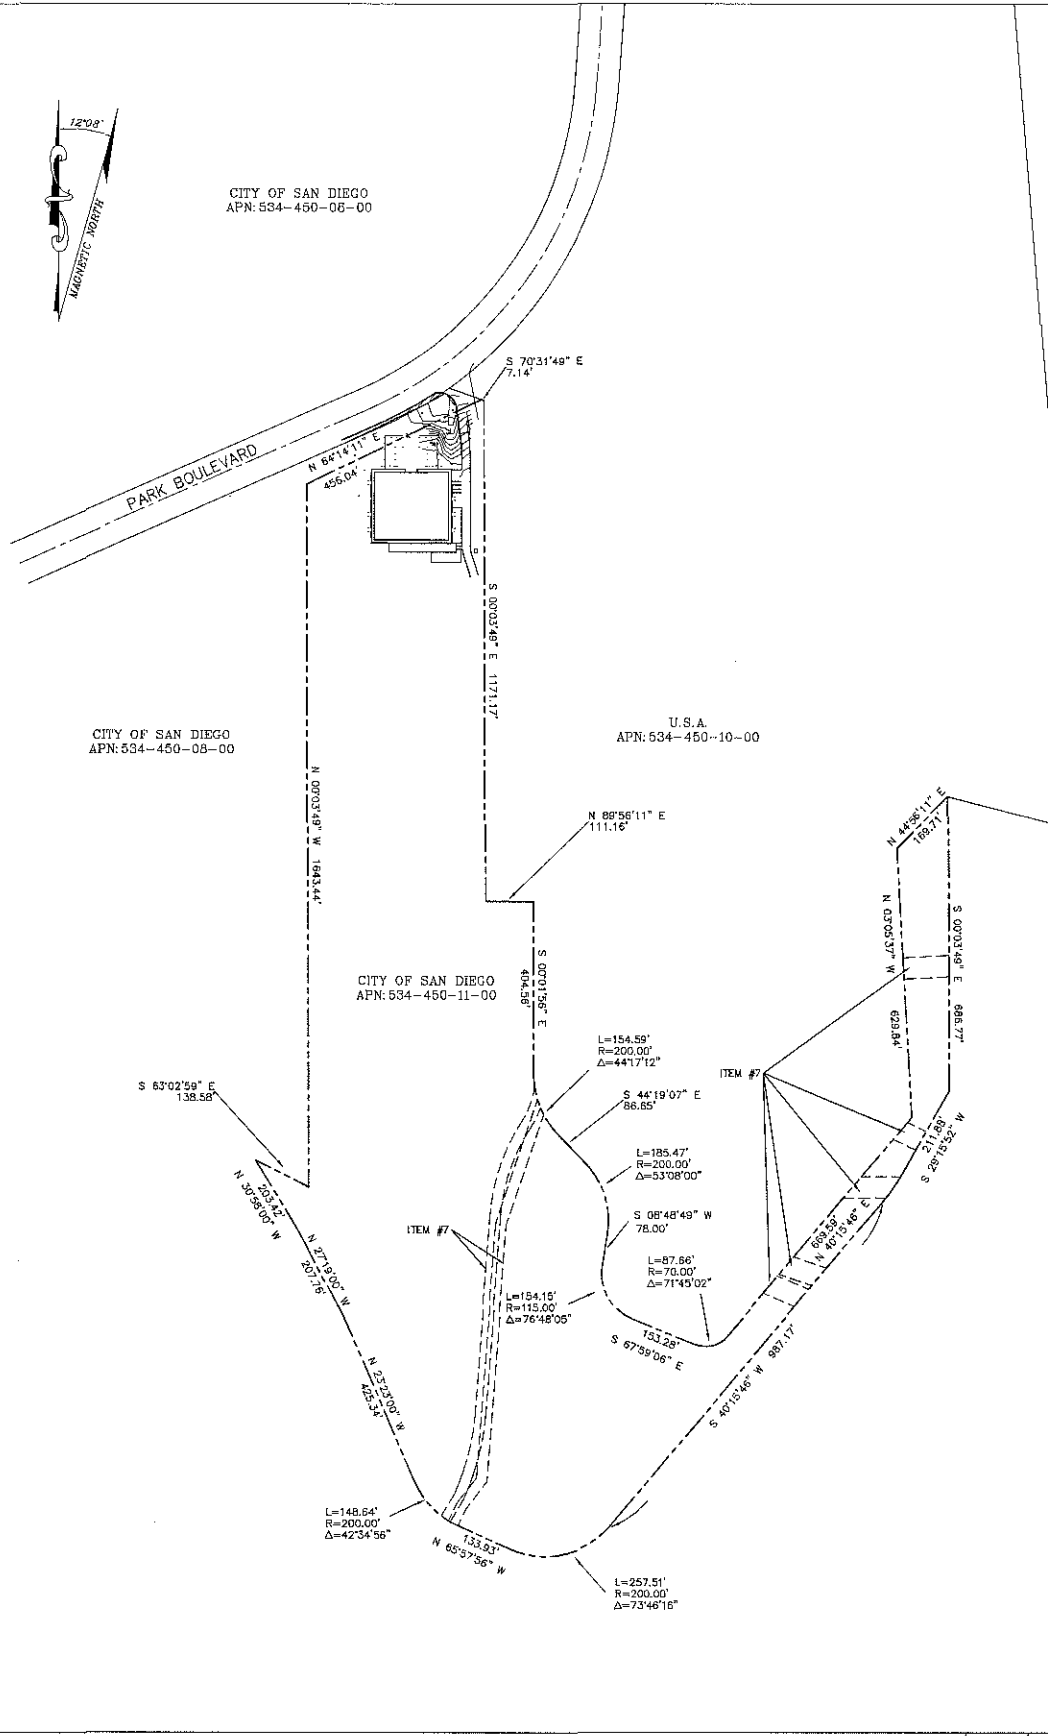 12°08'
MAGNETIC NORTH
CITY OF SAN DIEGO
APN: 534-450-06-00
S 70°31'49" E
7.14'
PARK BOULEVARD
N 64°14'11" E
456.04'
S 00°03'49" E 1171.17'
CITY OF SAN DIEGO
APN: 534-450-08-00
U.S.A.
APN: 534-450-10-00
N 00°03'49" W 1643.44'
N 89°56'11" E
111.16'
N 44°56'11" E
169.71'
N 03°05'37" W
629.84'
S 00°03'49" E 686.77'
CITY OF SAN DIEGO
APN: 534-450-11-00
S 00°01'56" E
404.56'
L=154.59'
R=200.00'
Δ=44°17'12"
ITEM #7
S 63°02'59" E
138.58'
S 44°19'07" E
86.65'
211.88'
S 29°15'52" W
L=185.47'
R=200.00'
Δ=53°08'00"
203.42'
N 30°58'00" W
S 08°48'49" W
78.00'
ITEM #7
669.59'
N 40°15'46" E
N 27°19'00" W
207.76'
L=87.66'
R=70.00'
Δ=71°45'02"
L=154.15'
R=115.00'
Δ=76°48'05"
153.28'
S 67°59'06" E
S 40°15'46" W 987.17'
N 23°23'00" W
425.34'
L=148.64'
R=200.00'
Δ=42°34'56"
133.93'
N 65°57'56" W
L=257.51'
R=200.00'
Δ=73°46'16"